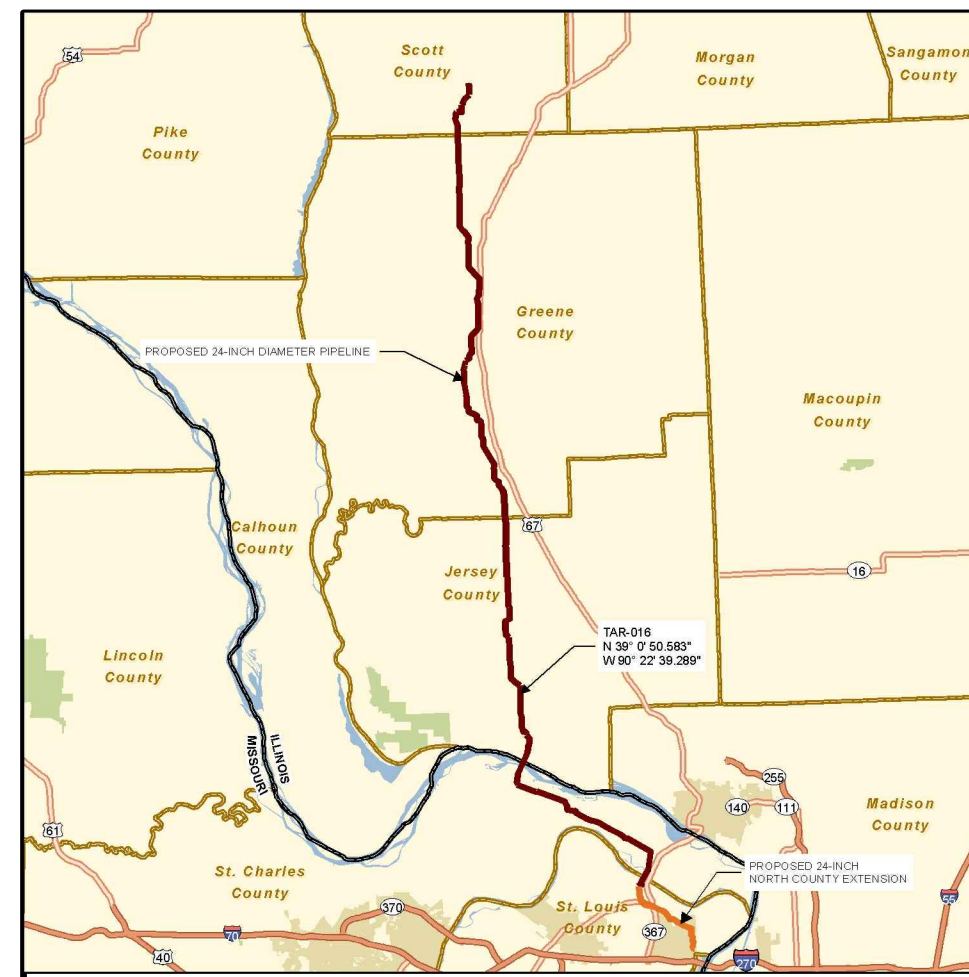 54
Scott
County
Morgan
County
Sangamon
County
Pike
County
Greene
County
PROPOSED 24-INCH DIAMETER PIPELINE
Macoupin
County
67
Calhoun
County
Jersey
County
16
TAR-016
N 39° 0' 50.583"
W 90° 22' 39.289"
Lincoln
County
ILLINOIS
MISSOURI
255
140
111
Madison
County
61
St. Charles
County
PROPOSED 24-INCH
NORTH COUNTY EXTENSION
55
370
St. Louis
County
367
70
40
270